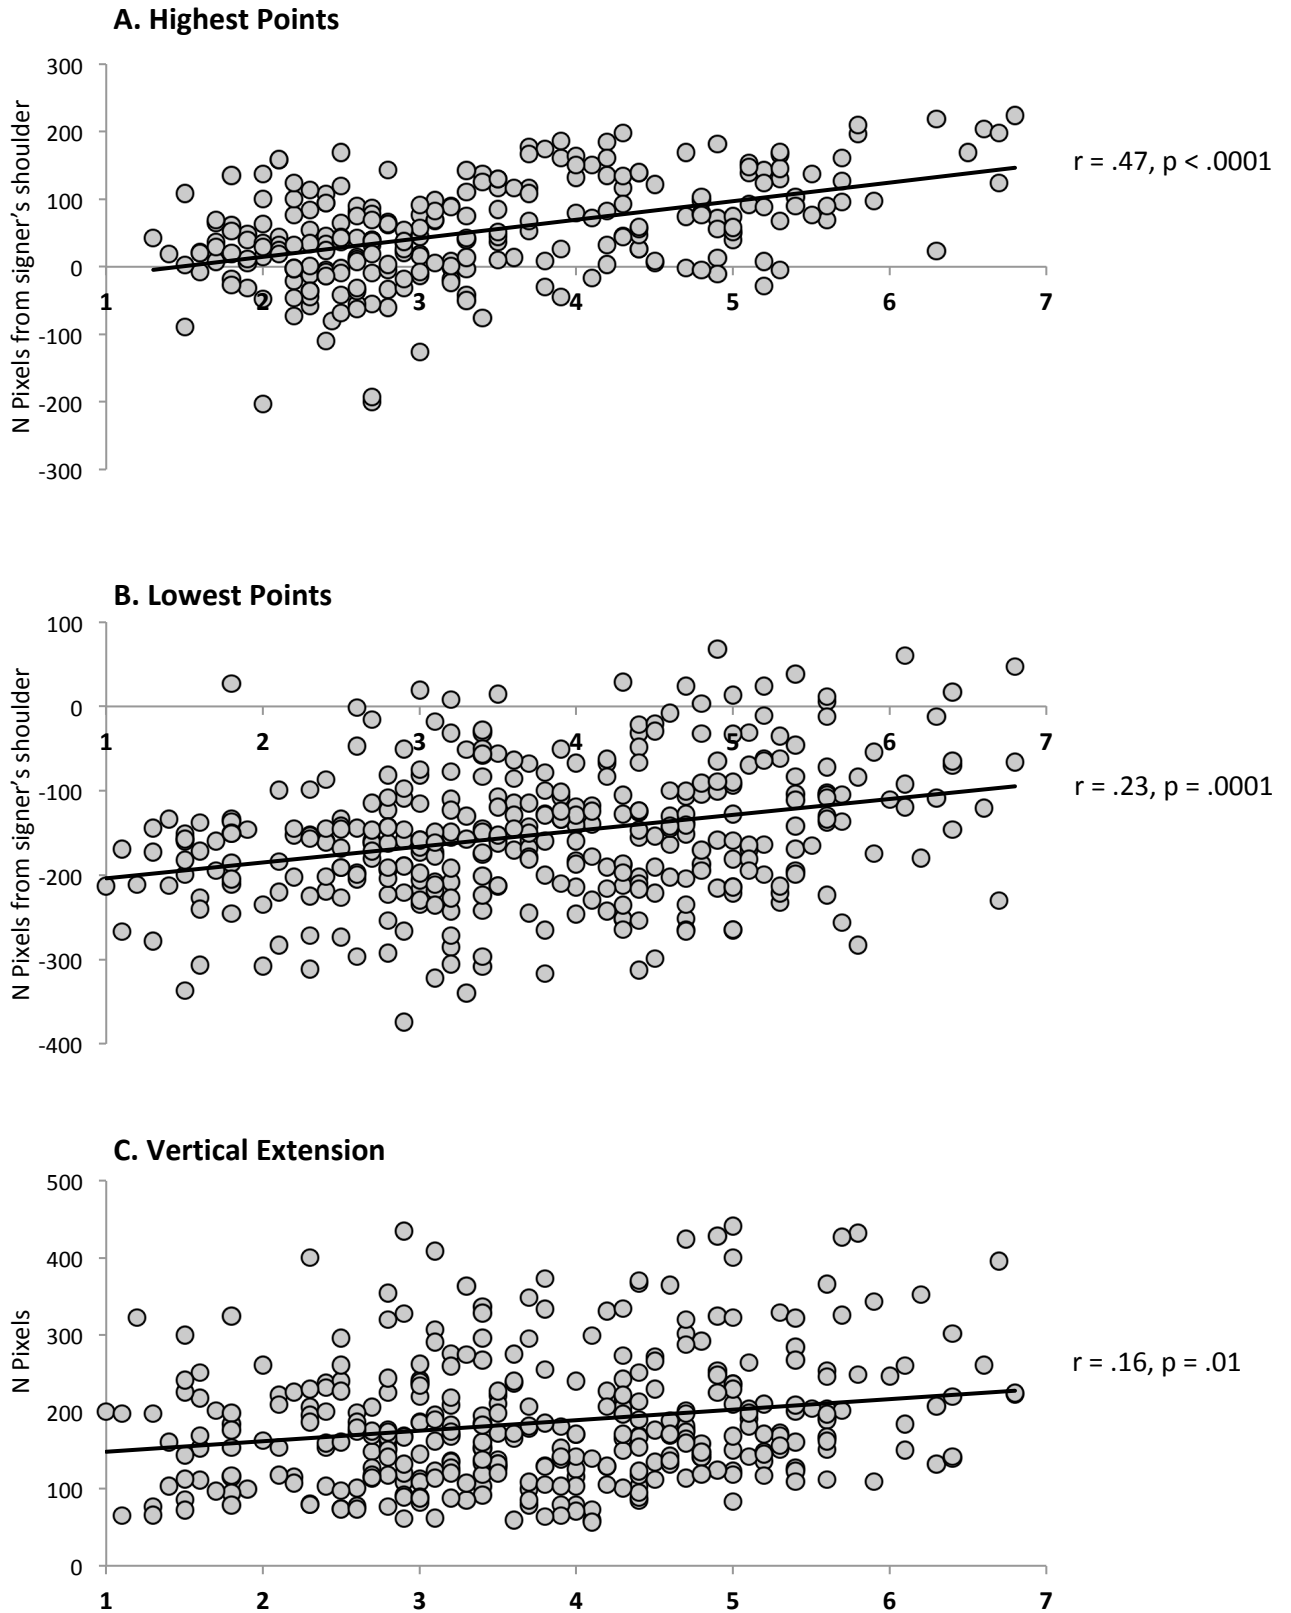 A. Highest Points
300
200
100
0
-100
-200
-300
N Pixels from signer's shoulder
1 2 3 4 5 6 7
r = .47, p < .0001
B. Lowest Points
100
0
-100
-200
-300
-400
N Pixels from signer's shoulder
1 2 3 4 5 6 7
r = .23, p = .0001
C. Vertical Extension
500
400
300
200
100
0
N Pixels
1 2 3 4 5 6 7
r = .16, p = .01